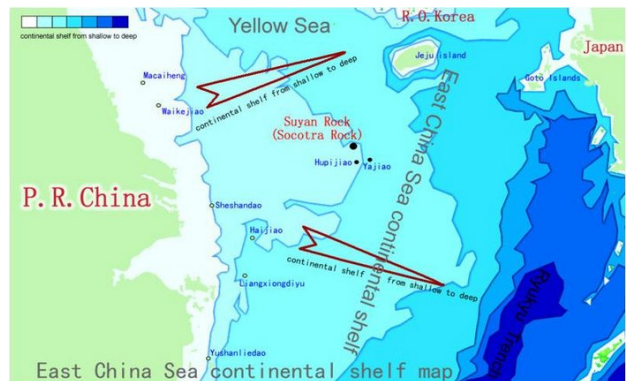 continental shelf from shallow to deep
Yellow Sea
R.O.Korea
Japan
Macaiheng
Waikejiao
continental shelf from shallow to deep
Jeju island
Goto Islands
Suyan Rock
(Socotra Rock)
Hupijiao
Yajiao
East China Sea continental shelf
P.R.China
Sheshandao
Haijiao
continental shelf from shallow to deep
Liangxiongdiyu
Ryukyu Trench
Yushanliedao
East China Sea continental shelf map